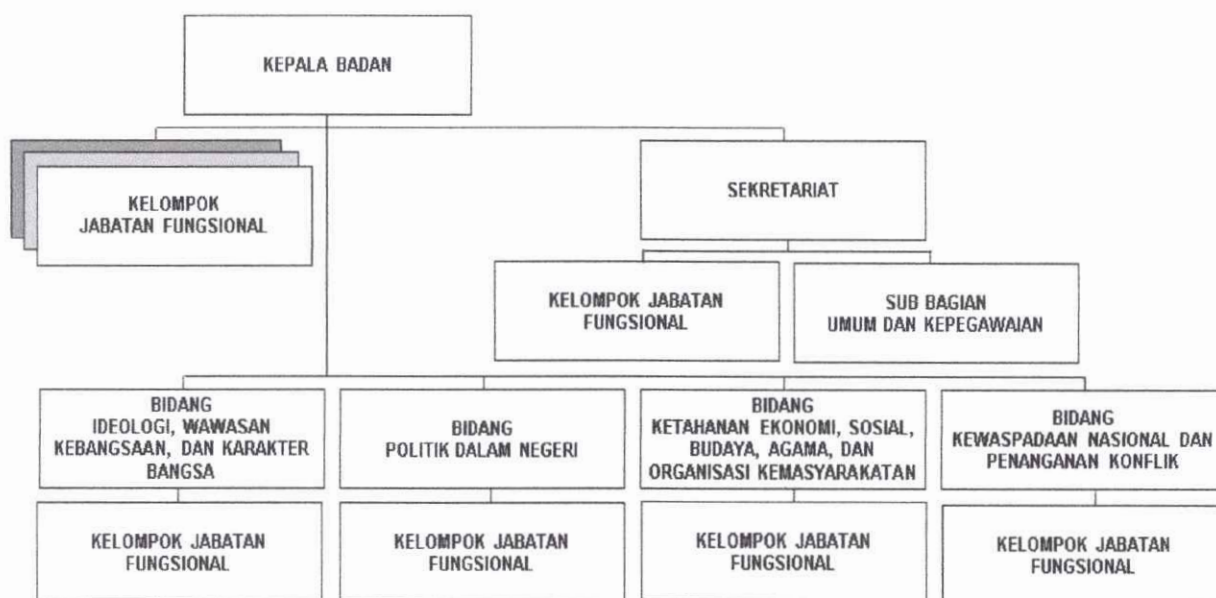 KEPALA BADAN
KELOMPOK
JABATAN FUNGSIONAL
SEKRETARIAT
KELOMPOK JABATAN
FUNGSIONAL
SUB BAGIAN
UMUM DAN KEPEGAWAIAN
BIDANG
IDEOLOGI, WAWASAN
KEBANGSAAN, DAN KARAKTER
BANGSA
BIDANG
POLITIK DALAM NEGERI
BIDANG
KETAHANAN EKONOMI, SOSIAL,
BUDAYA, AGAMA, DAN
ORGANISASI KEMASYARAKATAN
BIDANG
KEWASPADAAN NASIONAL DAN
PENANGANAN KONFLIK
KELOMPOK JABATAN
FUNGSIONAL
KELOMPOK JABATAN
FUNGSIONAL
KELOMPOK JABATAN
FUNGSIONAL
KELOMPOK JABATAN
FUNGSIONAL